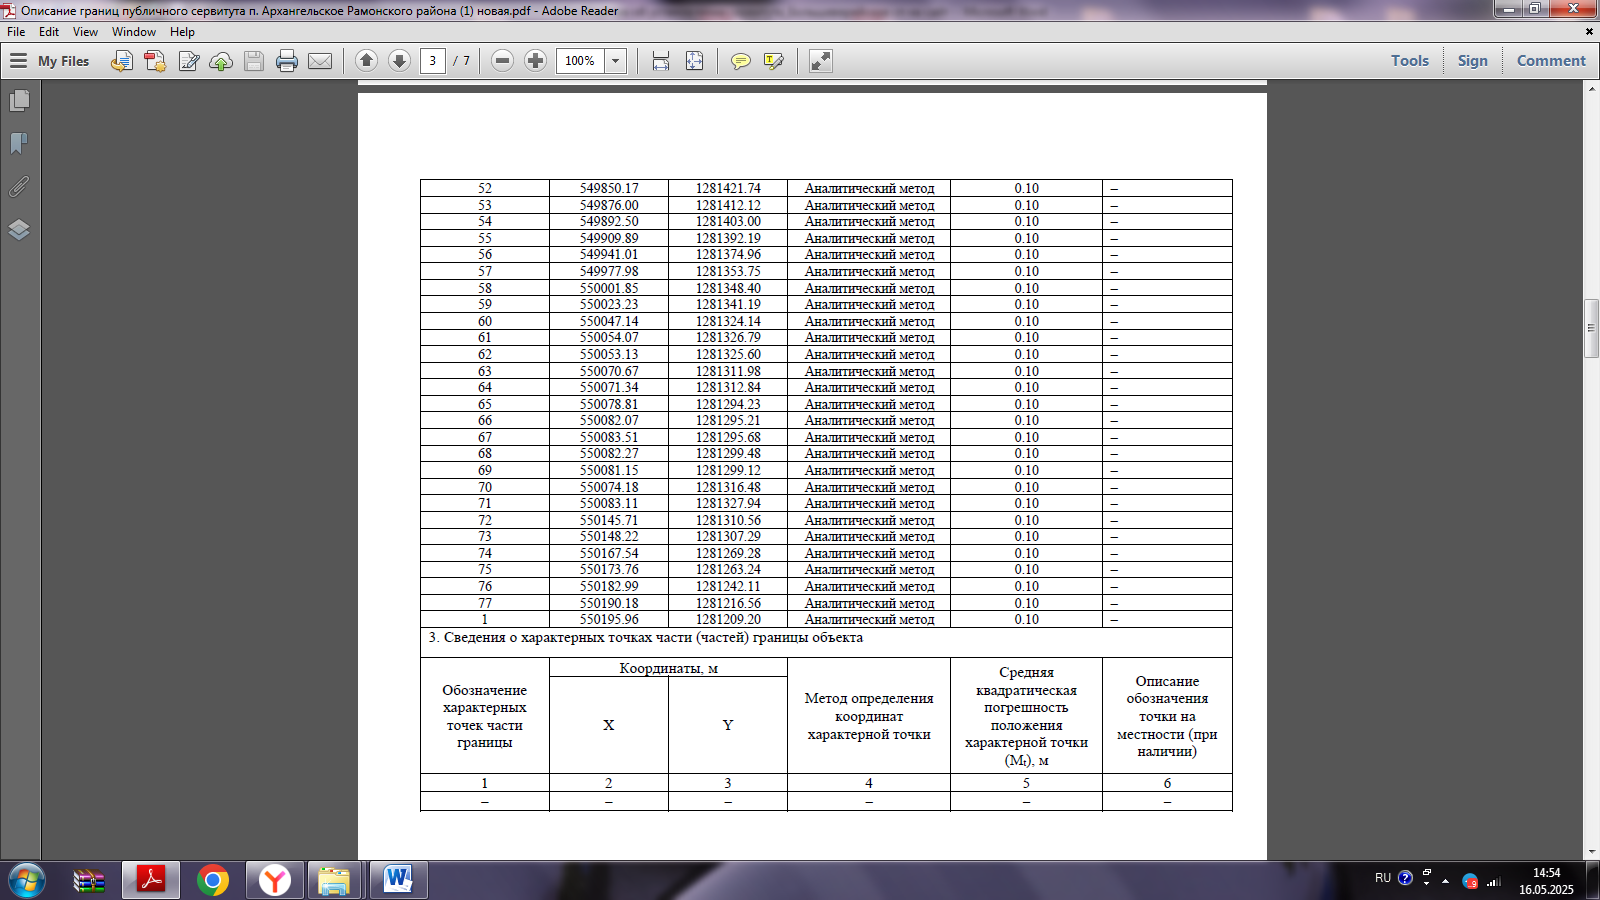 Описание границ публичного сервитута п. Архангельское Рамонского района (1) новая.pdf - Adobe Reader
File Edit View Window Help
My Files 3 / 7 100% Tools Sign Comment
52 549850.17 1281421.74 Аналитический метод 0.10 –
53 549876.00 1281412.12 Аналитический метод 0.10 –
54 549892.50 1281403.00 Аналитический метод 0.10 –
55 549909.89 1281392.19 Аналитический метод 0.10 –
56 549941.01 1281374.96 Аналитический метод 0.10 –
57 549977.98 1281353.75 Аналитический метод 0.10 –
58 550001.85 1281348.40 Аналитический метод 0.10 –
59 550023.23 1281341.19 Аналитический метод 0.10 –
60 550047.14 1281324.14 Аналитический метод 0.10 –
61 550054.07 1281326.79 Аналитический метод 0.10 –
62 550053.13 1281325.60 Аналитический метод 0.10 –
63 550070.67 1281311.98 Аналитический метод 0.10 –
64 550071.34 1281312.84 Аналитический метод 0.10 –
65 550078.81 1281294.23 Аналитический метод 0.10 –
66 550082.07 1281295.21 Аналитический метод 0.10 –
67 550083.51 1281295.68 Аналитический метод 0.10 –
68 550082.27 1281299.48 Аналитический метод 0.10 –
69 550081.15 1281299.12 Аналитический метод 0.10 –
70 550074.18 1281316.48 Аналитический метод 0.10 –
71 550083.11 1281327.94 Аналитический метод 0.10 –
72 550145.71 1281310.56 Аналитический метод 0.10 –
73 550148.22 1281307.29 Аналитический метод 0.10 –
74 550167.54 1281269.28 Аналитический метод 0.10 –
75 550173.76 1281263.24 Аналитический метод 0.10 –
76 550182.99 1281242.11 Аналитический метод 0.10 –
77 550190.18 1281216.56 Аналитический метод 0.10 –
1 550195.96 1281209.20 Аналитический метод 0.10 –
3. Сведения о характерных точках части (частей) границы объекта
Обозначение
характерных
точек части
границы
Координаты, м
X Y
Метод определения
координат
характерной точки
Средняя
квадратическая
погрешность
положения
характерной точки
(Mt), м
Описание
обозначения
точки на
местности (при
наличии)
1 2 3 4 5 6
– – – – – –
RU 14:54
16.05.2025